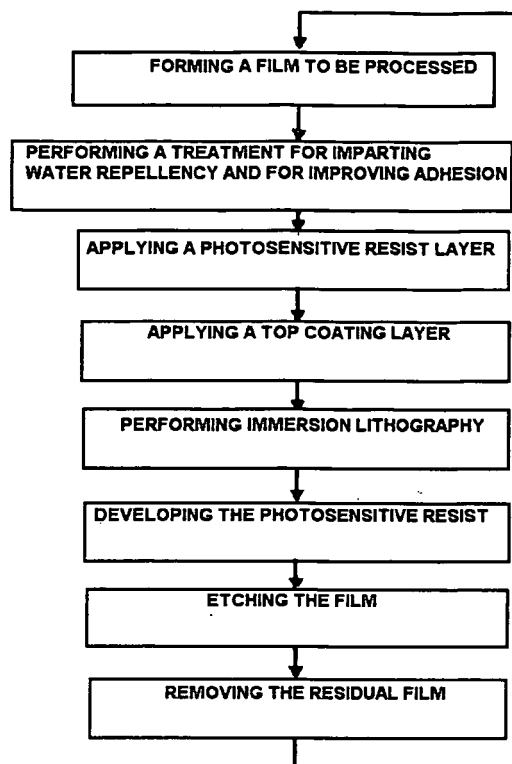 FORMING A FILM TO BE PROCESSED
PERFORMING A TREATMENT FOR IMPARTING
WATER REPELLENCY AND FOR IMPROVING ADHESION
APPLYING A PHOTOSENSITIVE RESIST LAYER
APPLYING A TOP COATING LAYER
PERFORMING IMMERSION LITHOGRAPHY
DEVELOPING THE PHOTOSENSITIVE RESIST
ETCHING THE FILM
REMOVING THE RESIDUAL FILM